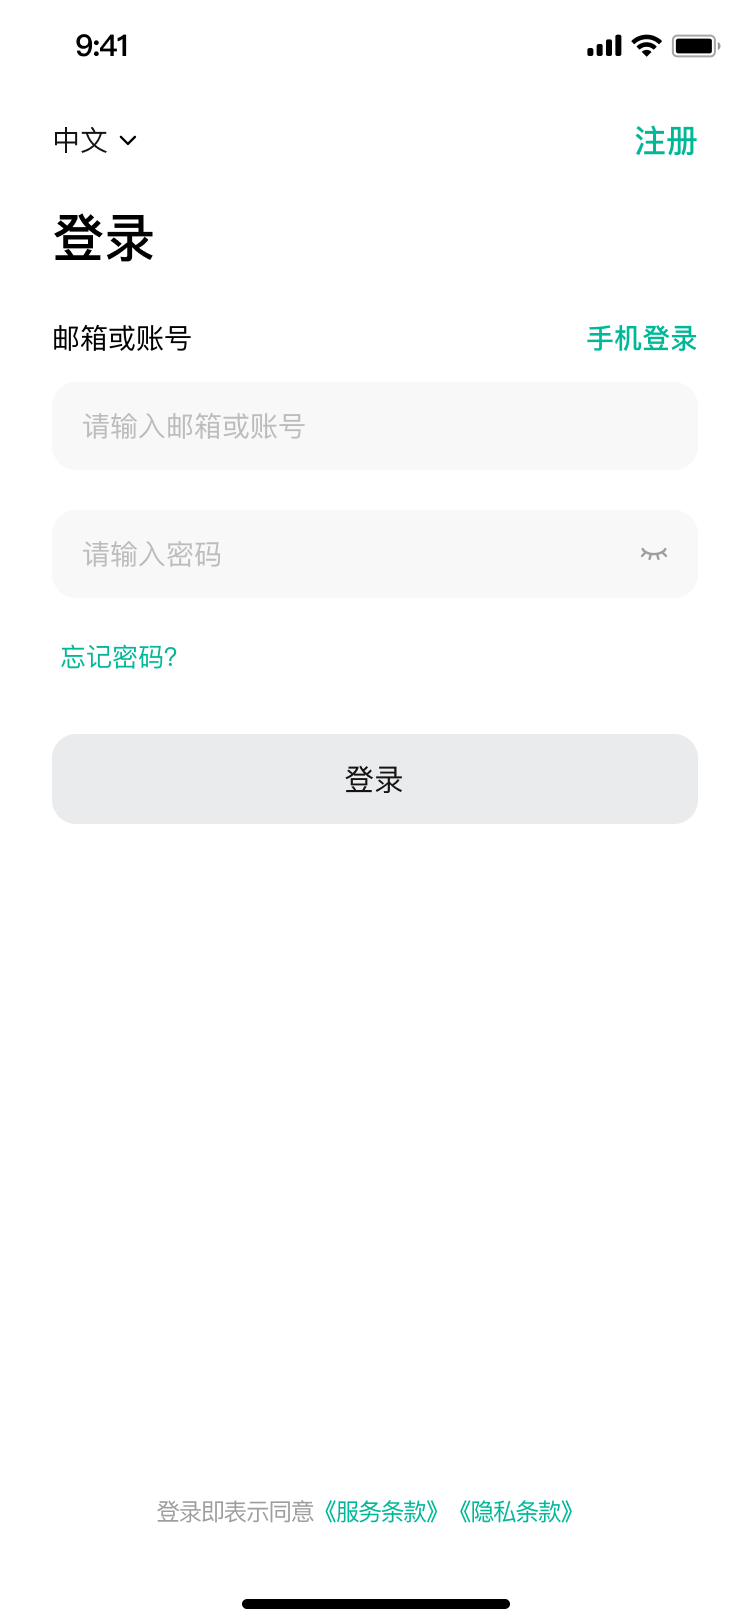 9:41
中文 注册
登录
邮箱或账号 手机登录
请输入邮箱或账号
请输入密码
忘记密码?
登录
登录即表示同意《服务条款》《隐私条款》